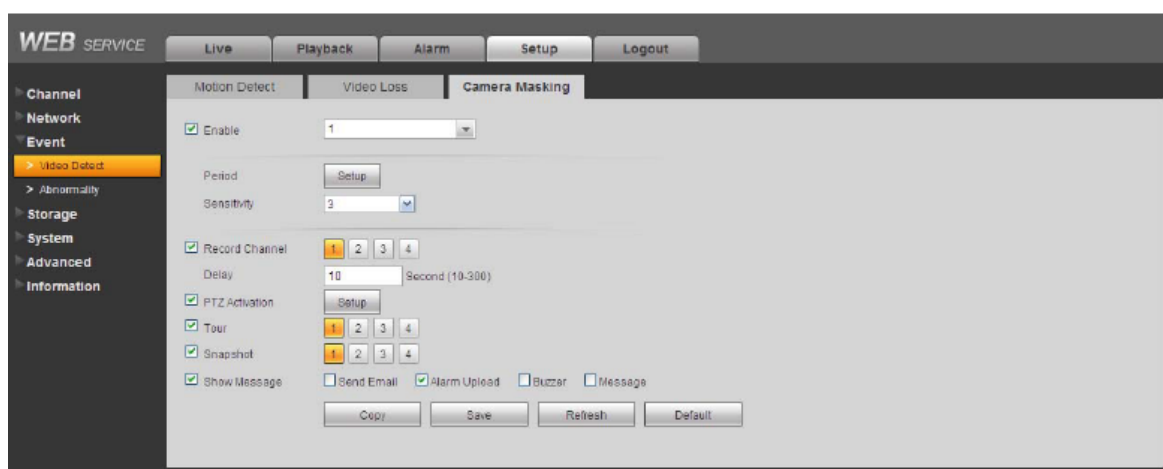 WEB SERVICE
Live Playback Alarm Setup Logout
Motion Detect Video Loss Camera Masking
Channel
Network
Event
> Video Detect
> Abnormality
Storage
System
Advanced
Information
Enable 1
Period Setup
Sensitivity 3
Record Channel 1 2 3 4
Delay 10 Second (10-300)
PTZ Activation Setup
Tour 1 2 3 4
Snapshot 1 2 3 4
Show Message Send Email Alarm Upload Buzzer Message
Copy Save Refresh Default